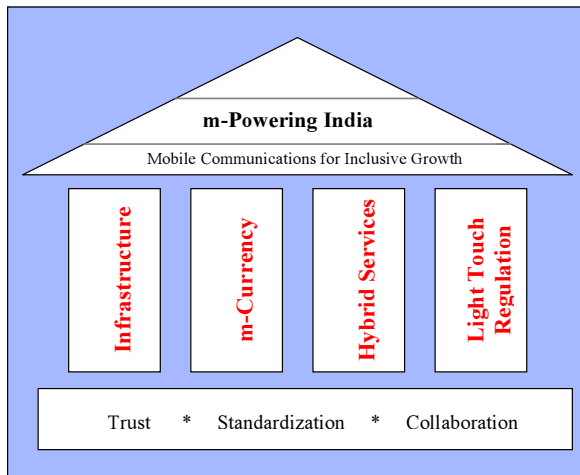 m-Powering India
Mobile Communications for Inclusive Growth
Infrastructure
m-Currency
Hybrid Services
Light Touch
Regulation
Trust * Standardization * Collaboration